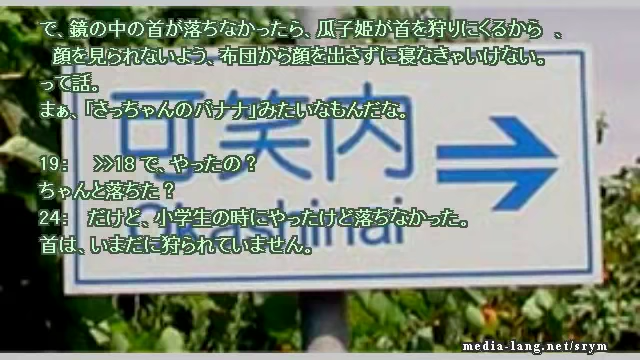 で、鏡の中の首が落ちなかったら、瓜子姫が首を狩りにくるから 、
顔を見られないよう、布団から顔を出さずに寝なきゃいけない。
って話。
まぁ、「さっちゃんのバナナ」みたいなもんだな。
可笑内
19: >>18 で、やったの?
ちゃんと落ちた?
24: だけど、小学生の時にやったけど落ちなかった。
Okashinai
首は、いまだに狩られていません。
media-lang.net/srym